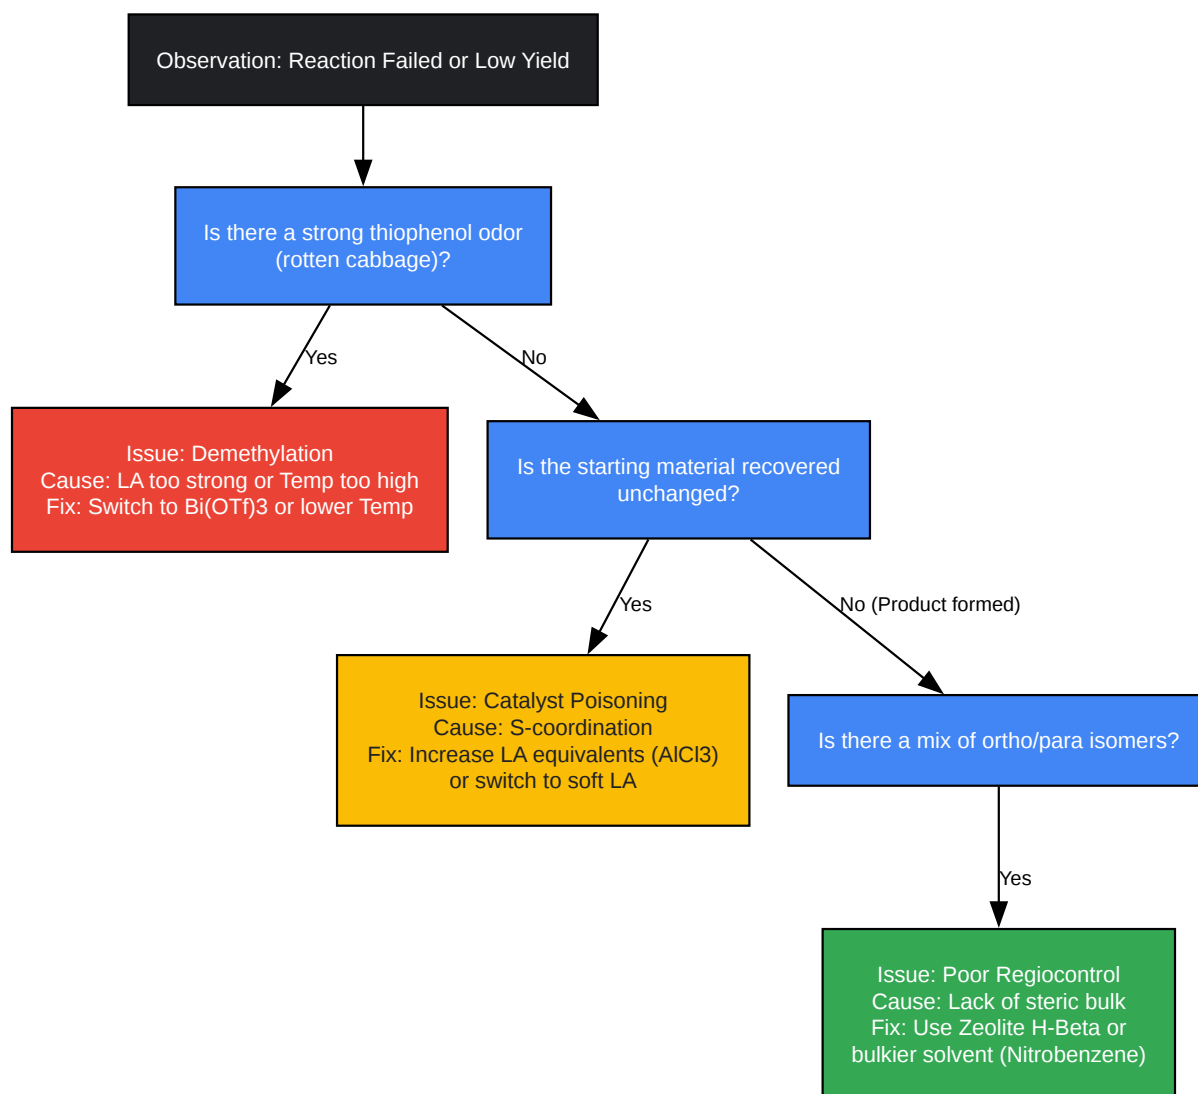 Observation: Reaction Failed or Low Yield
Is there a strong thiophenol odor
(rotten cabbage)?
Yes
No
Issue: Demethylation
Cause: LA too strong or Temp too high
Fix: Switch to Bi(OTf)3 or lower Temp
Is the starting material recovered
unchanged?
Yes
No (Product formed)
Issue: Catalyst Poisoning
Cause: S-coordination
Fix: Increase LA equivalents (AlCl3)
or switch to soft LA
Is there a mix of ortho/para isomers?
Yes
Issue: Poor Regiocontrol
Cause: Lack of steric bulk
Fix: Use Zeolite H-Beta or
bulkier solvent (Nitrobenzene)